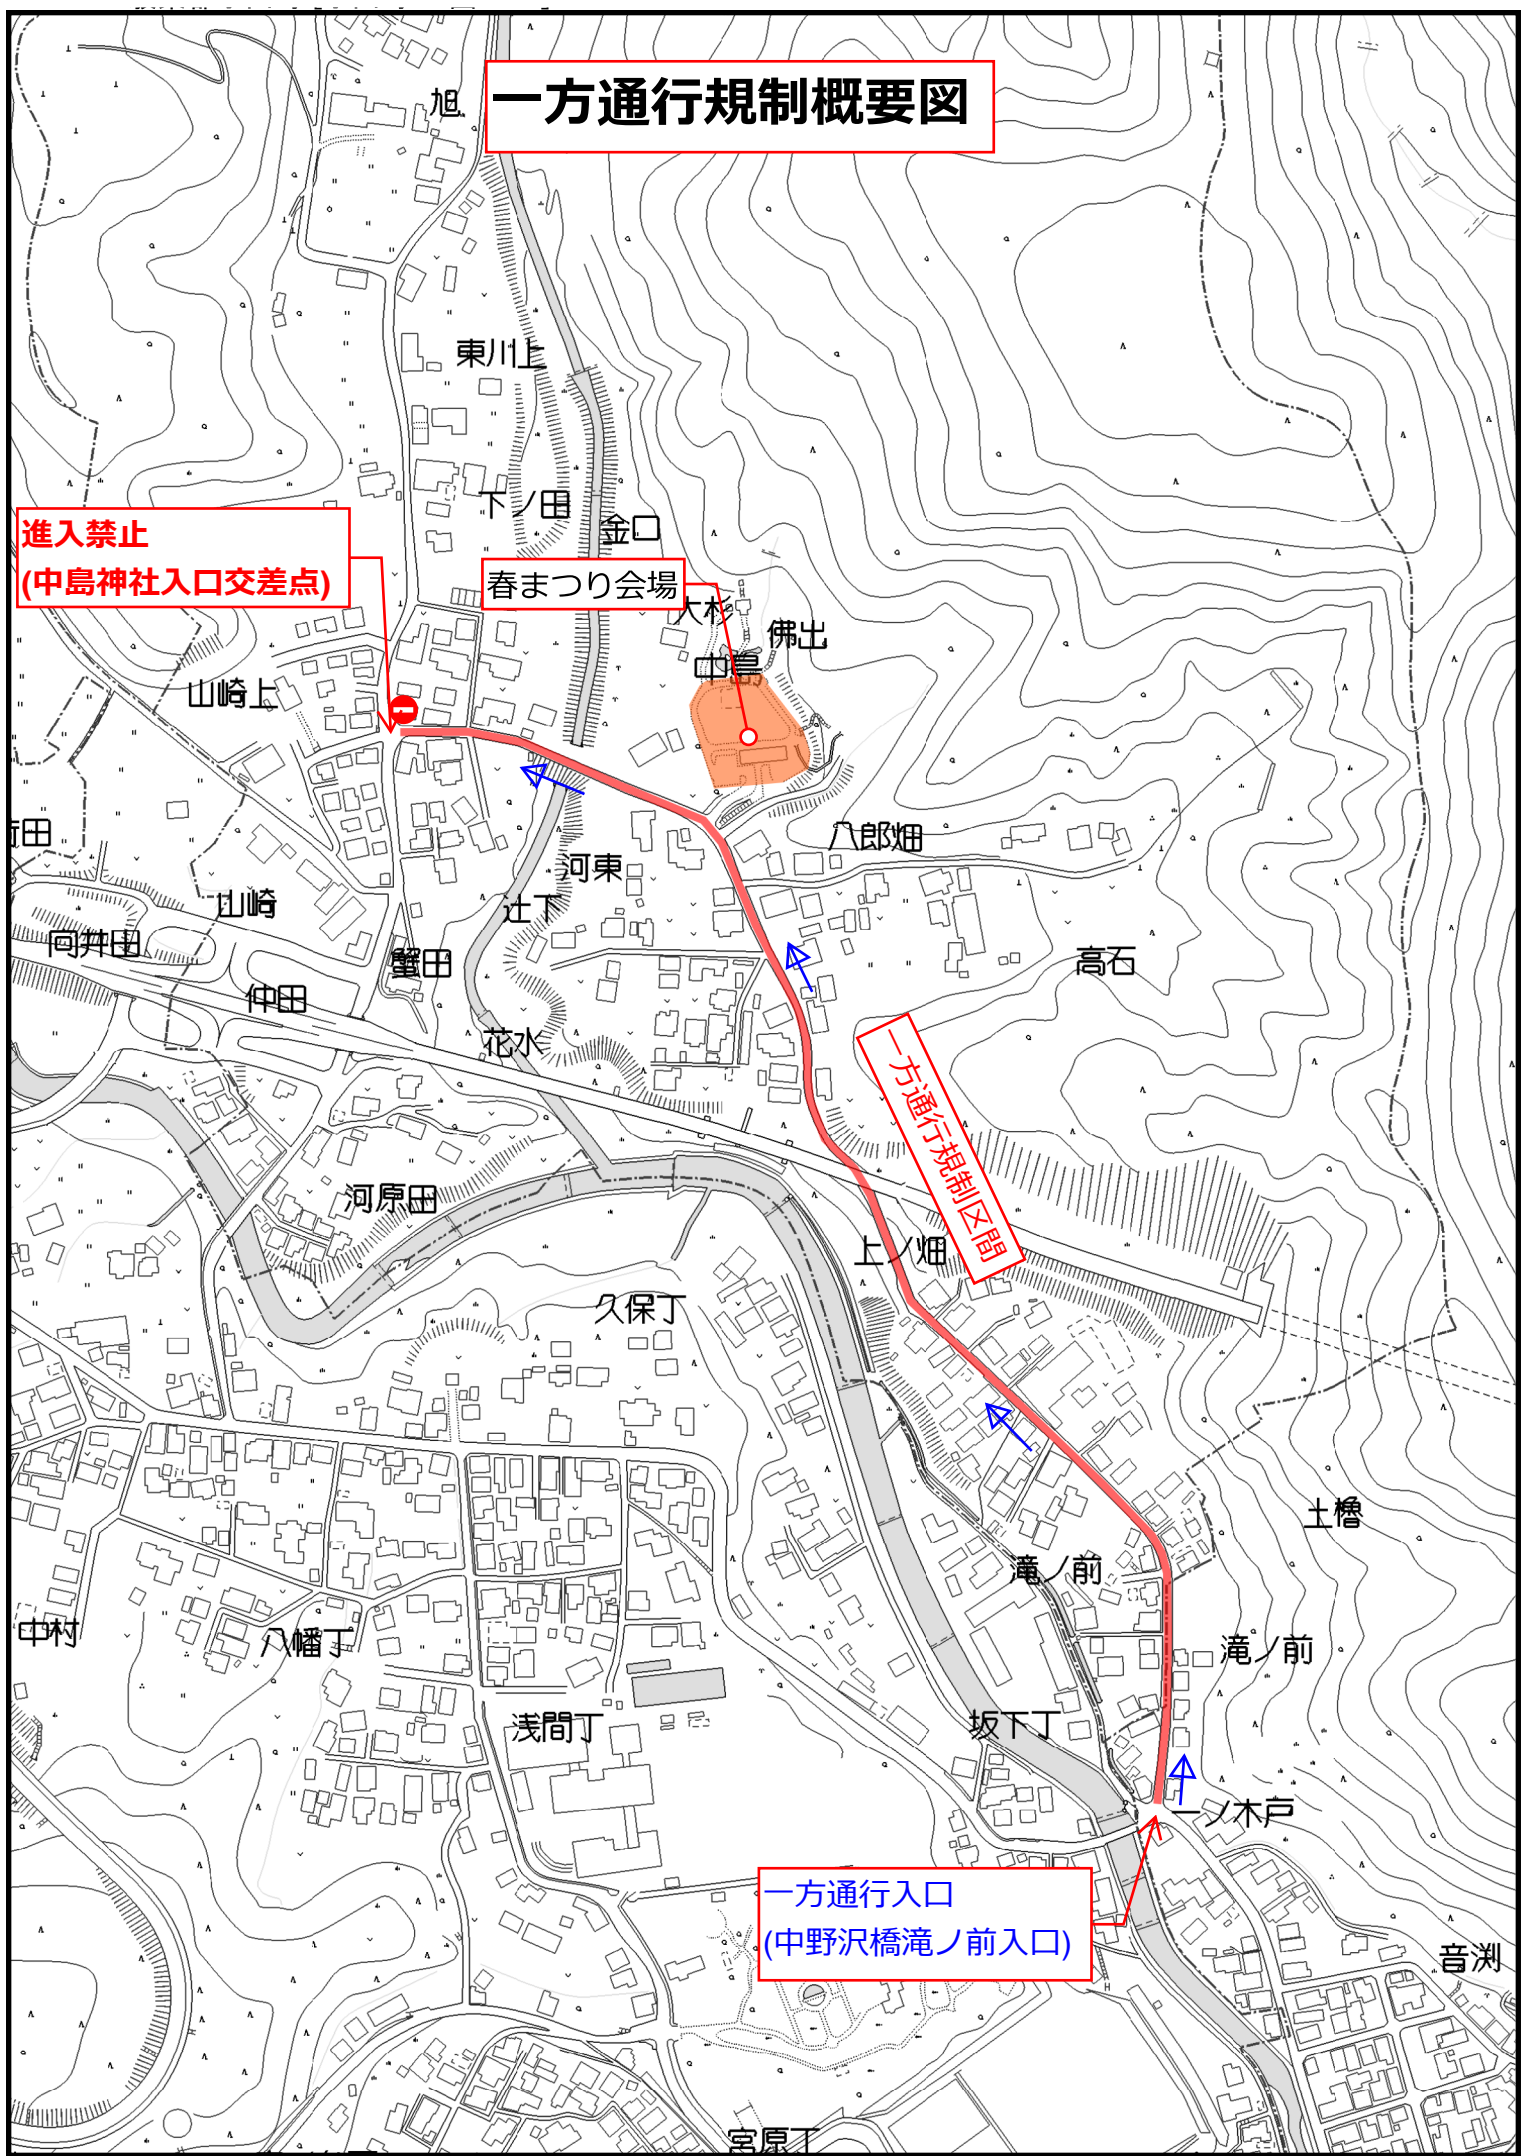 一方通行規制概要図
旭
東川上
下ノ田
金口
進入禁止
(中島神社入口交差点)
春まつり会場
大杉
佛出
中島
山崎上
八郎畑
河東
山崎
辻下
向井田
蟹田
高石
仲田
花水
一方通行規制区間
河原田
上ノ畑
久保丁
土櫓
滝ノ前
中村
八幡丁
滝ノ前
浅間丁
坂下丁
一ノ木戸
一方通行入口
(中野沢橋滝ノ前入口)
音渕
宮原丁